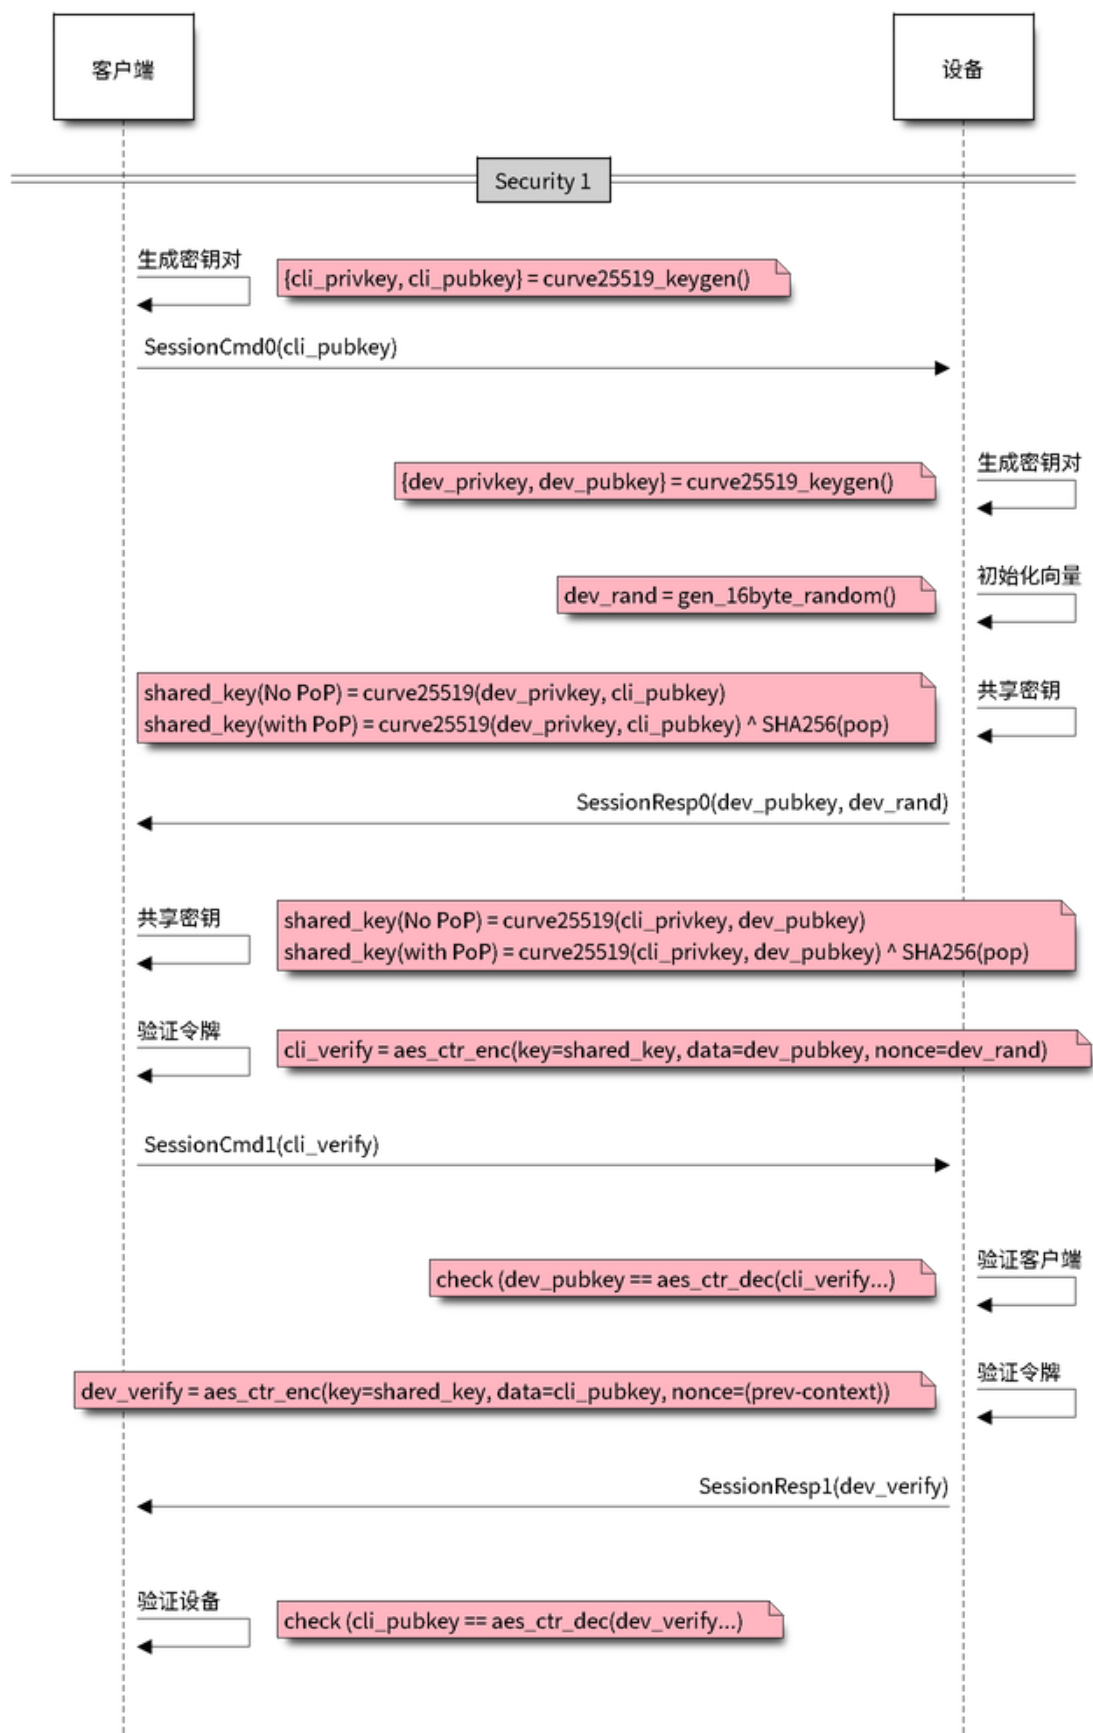 客户端
设备
Security 1
生成密钥对
{cli_privkey, cli_pubkey} = curve25519_keygen()
SessionCmd0(cli_pubkey)
生成密钥对
{dev_privkey, dev_pubkey} = curve25519_keygen()
初始化向量
dev_rand = gen_16byte_random()
共享密钥
shared_key(No PoP) = curve25519(dev_privkey, cli_pubkey)
shared_key(with PoP) = curve25519(dev_privkey, cli_pubkey) ^ SHA256(pop)
SessionResp0(dev_pubkey, dev_rand)
共享密钥
shared_key(No PoP) = curve25519(cli_privkey, dev_pubkey)
shared_key(with PoP) = curve25519(cli_privkey, dev_pubkey) ^ SHA256(pop)
验证令牌
cli_verify = aes_ctr_enc(key=shared_key, data=dev_pubkey, nonce=dev_rand)
SessionCmd1(cli_verify)
验证客户端
check (dev_pubkey == aes_ctr_dec(cli_verify...)
验证令牌
dev_verify = aes_ctr_enc(key=shared_key, data=cli_pubkey, nonce=(prev-context))
SessionResp1(dev_verify)
验证设备
check (cli_pubkey == aes_ctr_dec(dev_verify...)